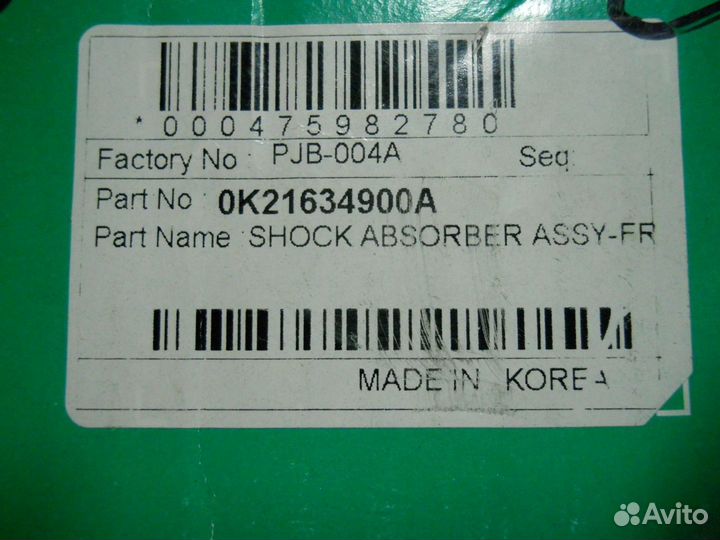 *000475982780
Factory No : PJB-004A Seq:
Part No : 0K21634900A
Part Name :SHOCK ABSORBER ASSY-FR
MADE IN KOREA
Avito